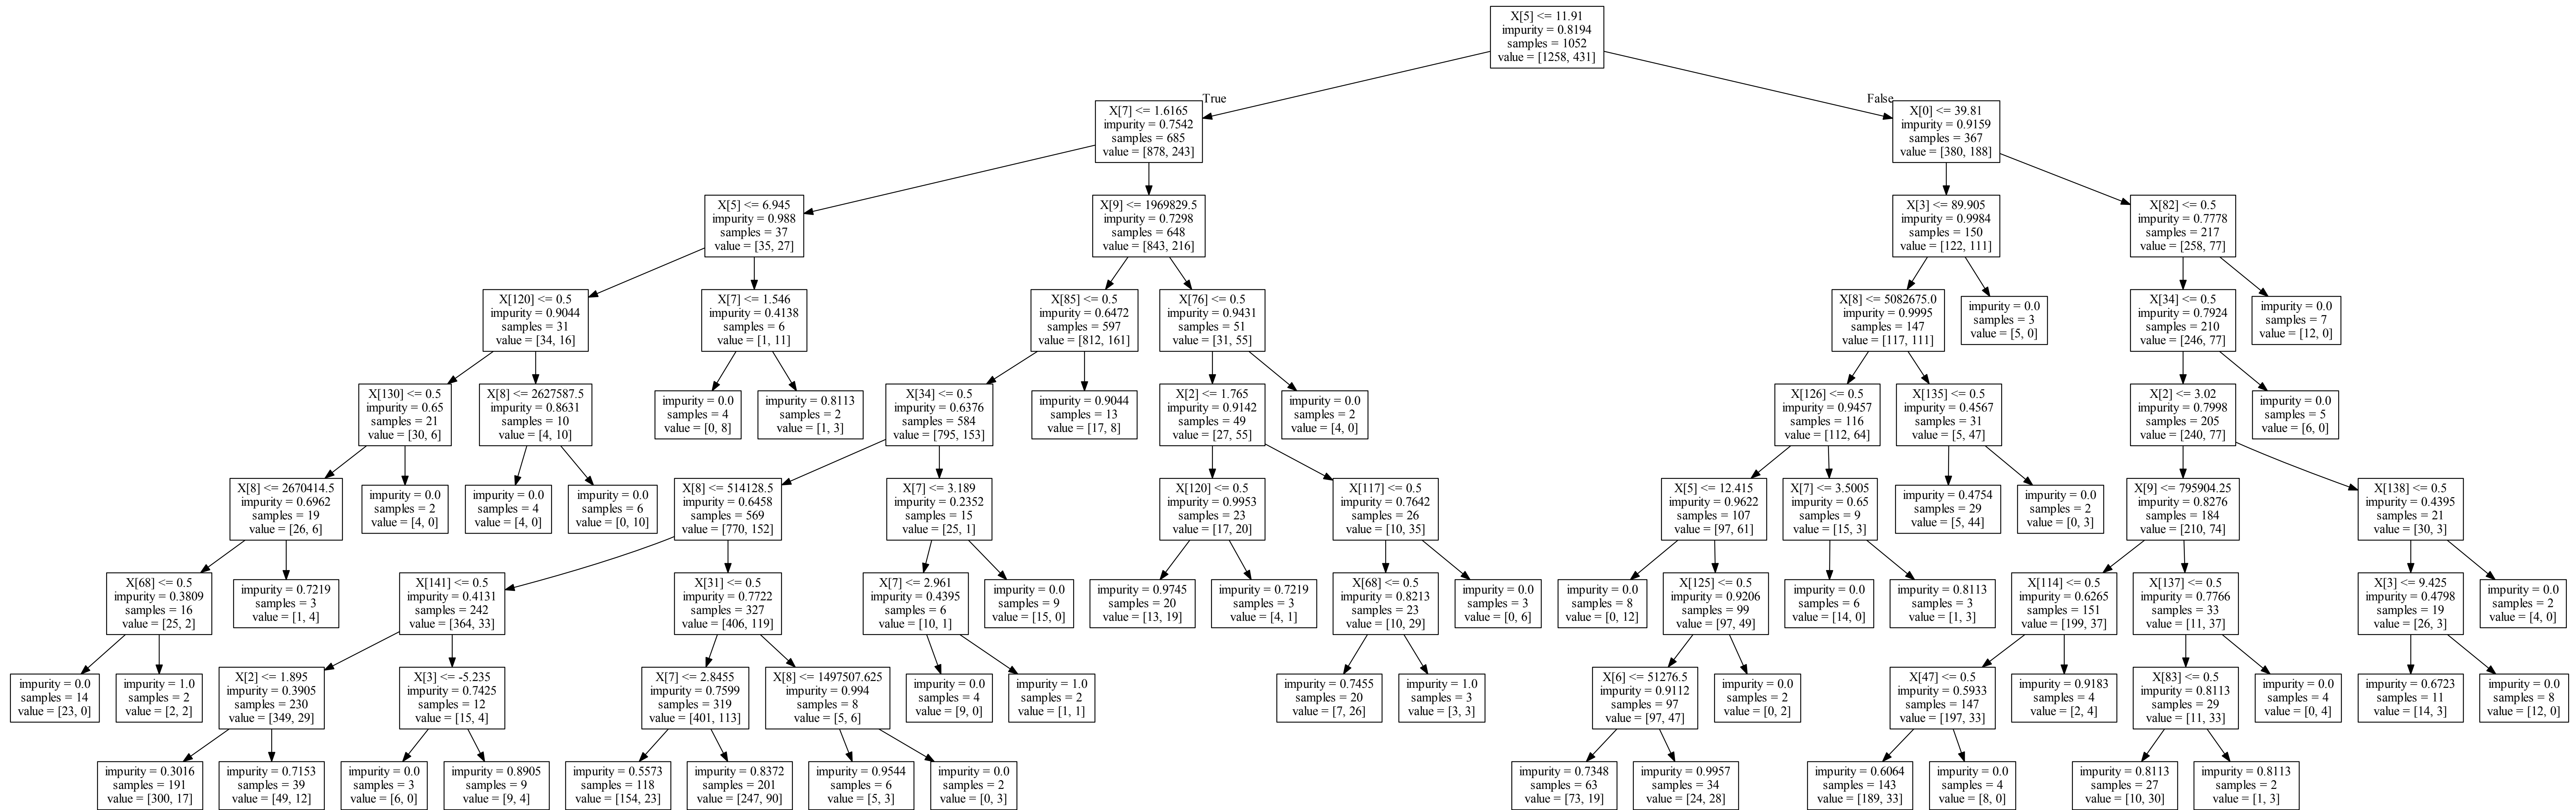 X[5] <= 11.91
impurity = 0.8194
samples = 1052
value = [1258, 431]
True
False
X[7] <= 1.6165
impurity = 0.7542
samples = 685
value = [878, 243]
X[0] <= 39.81
impurity = 0.9159
samples = 367
value = [380, 188]
X[5] <= 6.945
impurity = 0.988
samples = 37
value = [35, 27]
X[9] <= 1969829.5
impurity = 0.7298
samples = 648
value = [843, 216]
X[3] <= 89.905
impurity = 0.9984
samples = 150
value = [122, 111]
X[82] <= 0.5
impurity = 0.7778
samples = 217
value = [258, 77]
X[120] <= 0.5
impurity = 0.9044
samples = 31
value = [34, 16]
X[7] <= 1.546
impurity = 0.4138
samples = 6
value = [1, 11]
X[85] <= 0.5
impurity = 0.6472
samples = 597
value = [812, 161]
X[76] <= 0.5
impurity = 0.9431
samples = 51
value = [31, 55]
X[8] <= 5082675.0
impurity = 0.9995
samples = 147
value = [117, 111]
impurity = 0.0
samples = 3
value = [5, 0]
X[34] <= 0.5
impurity = 0.7924
samples = 210
value = [246, 77]
impurity = 0.0
samples = 7
value = [12, 0]
X[130] <= 0.5
impurity = 0.65
samples = 21
value = [30, 6]
X[8] <= 2627587.5
impurity = 0.8631
samples = 10
value = [4, 10]
impurity = 0.0
samples = 4
value = [0, 8]
impurity = 0.8113
samples = 2
value = [1, 3]
X[34] <= 0.5
impurity = 0.6376
samples = 584
value = [795, 153]
impurity = 0.9044
samples = 13
value = [17, 8]
X[2] <= 1.765
impurity = 0.9142
samples = 49
value = [27, 55]
impurity = 0.0
samples = 2
value = [4, 0]
X[126] <= 0.5
impurity = 0.9457
samples = 116
value = [112, 64]
X[135] <= 0.5
impurity = 0.4567
samples = 31
value = [5, 47]
X[2] <= 3.02
impurity = 0.7998
samples = 205
value = [240, 77]
impurity = 0.0
samples = 5
value = [6, 0]
X[8] <= 2670414.5
impurity = 0.6962
samples = 19
value = [26, 6]
impurity = 0.0
samples = 2
value = [4, 0]
impurity = 0.0
samples = 4
value = [4, 0]
impurity = 0.0
samples = 6
value = [0, 10]
X[8] <= 514128.5
impurity = 0.6458
samples = 569
value = [770, 152]
X[7] <= 3.189
impurity = 0.2352
samples = 15
value = [25, 1]
X[120] <= 0.5
impurity = 0.9953
samples = 23
value = [17, 20]
X[117] <= 0.5
impurity = 0.7642
samples = 26
value = [10, 35]
X[5] <= 12.415
impurity = 0.9622
samples = 107
value = [97, 61]
X[7] <= 3.5005
impurity = 0.65
samples = 9
value = [15, 3]
impurity = 0.4754
samples = 29
value = [5, 44]
impurity = 0.0
samples = 2
value = [0, 3]
X[9] <= 795904.25
impurity = 0.8276
samples = 184
value = [210, 74]
X[138] <= 0.5
impurity = 0.4395
samples = 21
value = [30, 3]
X[68] <= 0.5
impurity = 0.3809
samples = 16
value = [25, 2]
impurity = 0.7219
samples = 3
value = [1, 4]
X[141] <= 0.5
impurity = 0.4131
samples = 242
value = [364, 33]
X[31] <= 0.5
impurity = 0.7722
samples = 327
value = [406, 119]
X[7] <= 2.961
impurity = 0.4395
samples = 6
value = [10, 1]
impurity = 0.0
samples = 9
value = [15, 0]
impurity = 0.9745
samples = 20
value = [13, 19]
impurity = 0.7219
samples = 3
value = [4, 1]
X[68] <= 0.5
impurity = 0.8213
samples = 23
value = [10, 29]
impurity = 0.0
samples = 3
value = [0, 6]
impurity = 0.0
samples = 8
value = [0, 12]
X[125] <= 0.5
impurity = 0.9206
samples = 99
value = [97, 49]
impurity = 0.0
samples = 6
value = [14, 0]
impurity = 0.8113
samples = 3
value = [1, 3]
X[114] <= 0.5
impurity = 0.6265
samples = 151
value = [199, 37]
X[137] <= 0.5
impurity = 0.7766
samples = 33
value = [11, 37]
X[3] <= 9.425
impurity = 0.4798
samples = 19
value = [26, 3]
impurity = 0.0
samples = 2
value = [4, 0]
impurity = 0.0
samples = 14
value = [23, 0]
impurity = 1.0
samples = 2
value = [2, 2]
X[2] <= 1.895
impurity = 0.3905
samples = 230
value = [349, 29]
X[3] <= -5.235
impurity = 0.7425
samples = 12
value = [15, 4]
X[7] <= 2.8455
impurity = 0.7599
samples = 319
value = [401, 113]
X[8] <= 1497507.625
impurity = 0.994
samples = 8
value = [5, 6]
impurity = 0.0
samples = 4
value = [9, 0]
impurity = 1.0
samples = 2
value = [1, 1]
impurity = 0.7455
samples = 20
value = [7, 26]
impurity = 1.0
samples = 3
value = [3, 3]
X[6] <= 51276.5
impurity = 0.9112
samples = 97
value = [97, 47]
impurity = 0.0
samples = 2
value = [0, 2]
X[47] <= 0.5
impurity = 0.5933
samples = 147
value = [197, 33]
impurity = 0.9183
samples = 4
value = [2, 4]
X[83] <= 0.5
impurity = 0.8113
samples = 29
value = [11, 33]
impurity = 0.0
samples = 4
value = [0, 4]
impurity = 0.6723
samples = 11
value = [14, 3]
impurity = 0.0
samples = 8
value = [12, 0]
impurity = 0.3016
samples = 191
value = [300, 17]
impurity = 0.7153
samples = 39
value = [49, 12]
impurity = 0.0
samples = 3
value = [6, 0]
impurity = 0.8905
samples = 9
value = [9, 4]
impurity = 0.5573
samples = 118
value = [154, 23]
impurity = 0.8372
samples = 201
value = [247, 90]
impurity = 0.9544
samples = 6
value = [5, 3]
impurity = 0.0
samples = 2
value = [0, 3]
impurity = 0.7348
samples = 63
value = [73, 19]
impurity = 0.9957
samples = 34
value = [24, 28]
impurity = 0.6064
samples = 143
value = [189, 33]
impurity = 0.0
samples = 4
value = [8, 0]
impurity = 0.8113
samples = 27
value = [10, 30]
impurity = 0.8113
samples = 2
value = [1, 3]